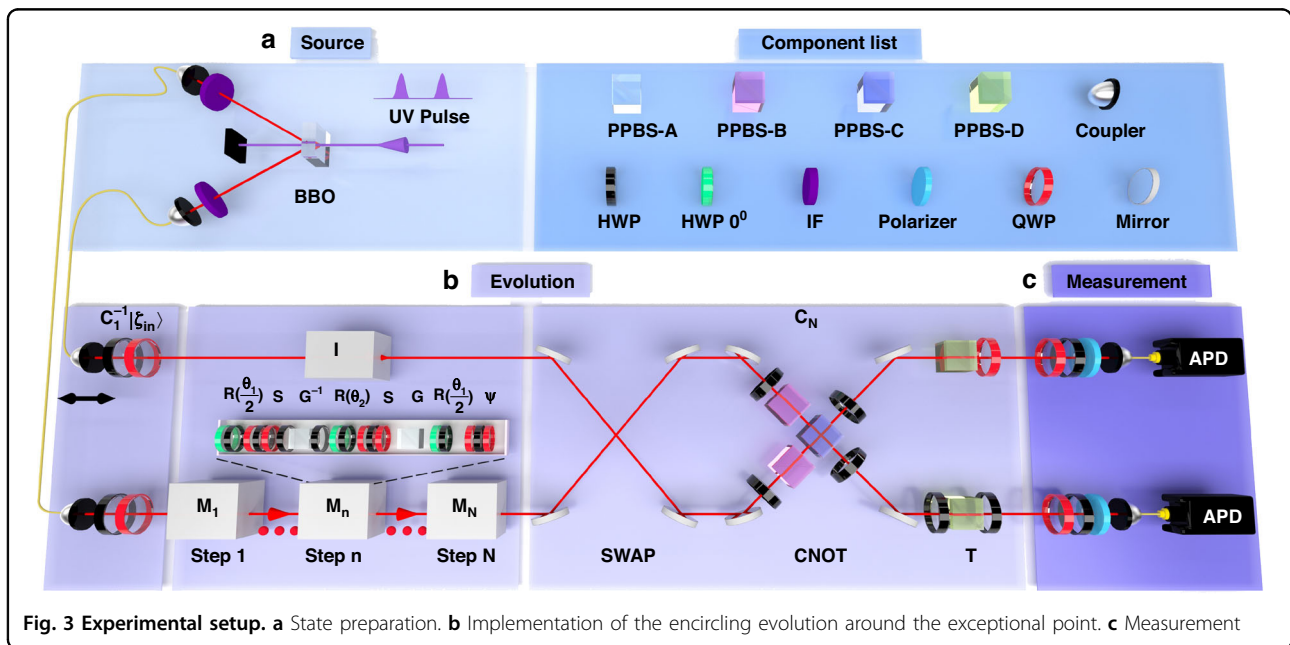 a Source
Component list
UV Pulse
BBO
PPBS-A PPBS-B PPBS-C PPBS-D Coupler
HWP HWP 0⁰ IF Polarizer QWP Mirror
b Evolution
c Measurement
C₁⁻¹|ξ_in⟩
I
C_N
APD
R(θ₁/2) S G⁻¹ R(θ₂) S G R(θ₁/2) Ψ
M₁ M_n M_N
APD
Step 1 Step n Step N SWAP CNOT T
Fig. 3 Experimental setup. a State preparation. b Implementation of the encircling evolution around the exceptional point. c Measurement